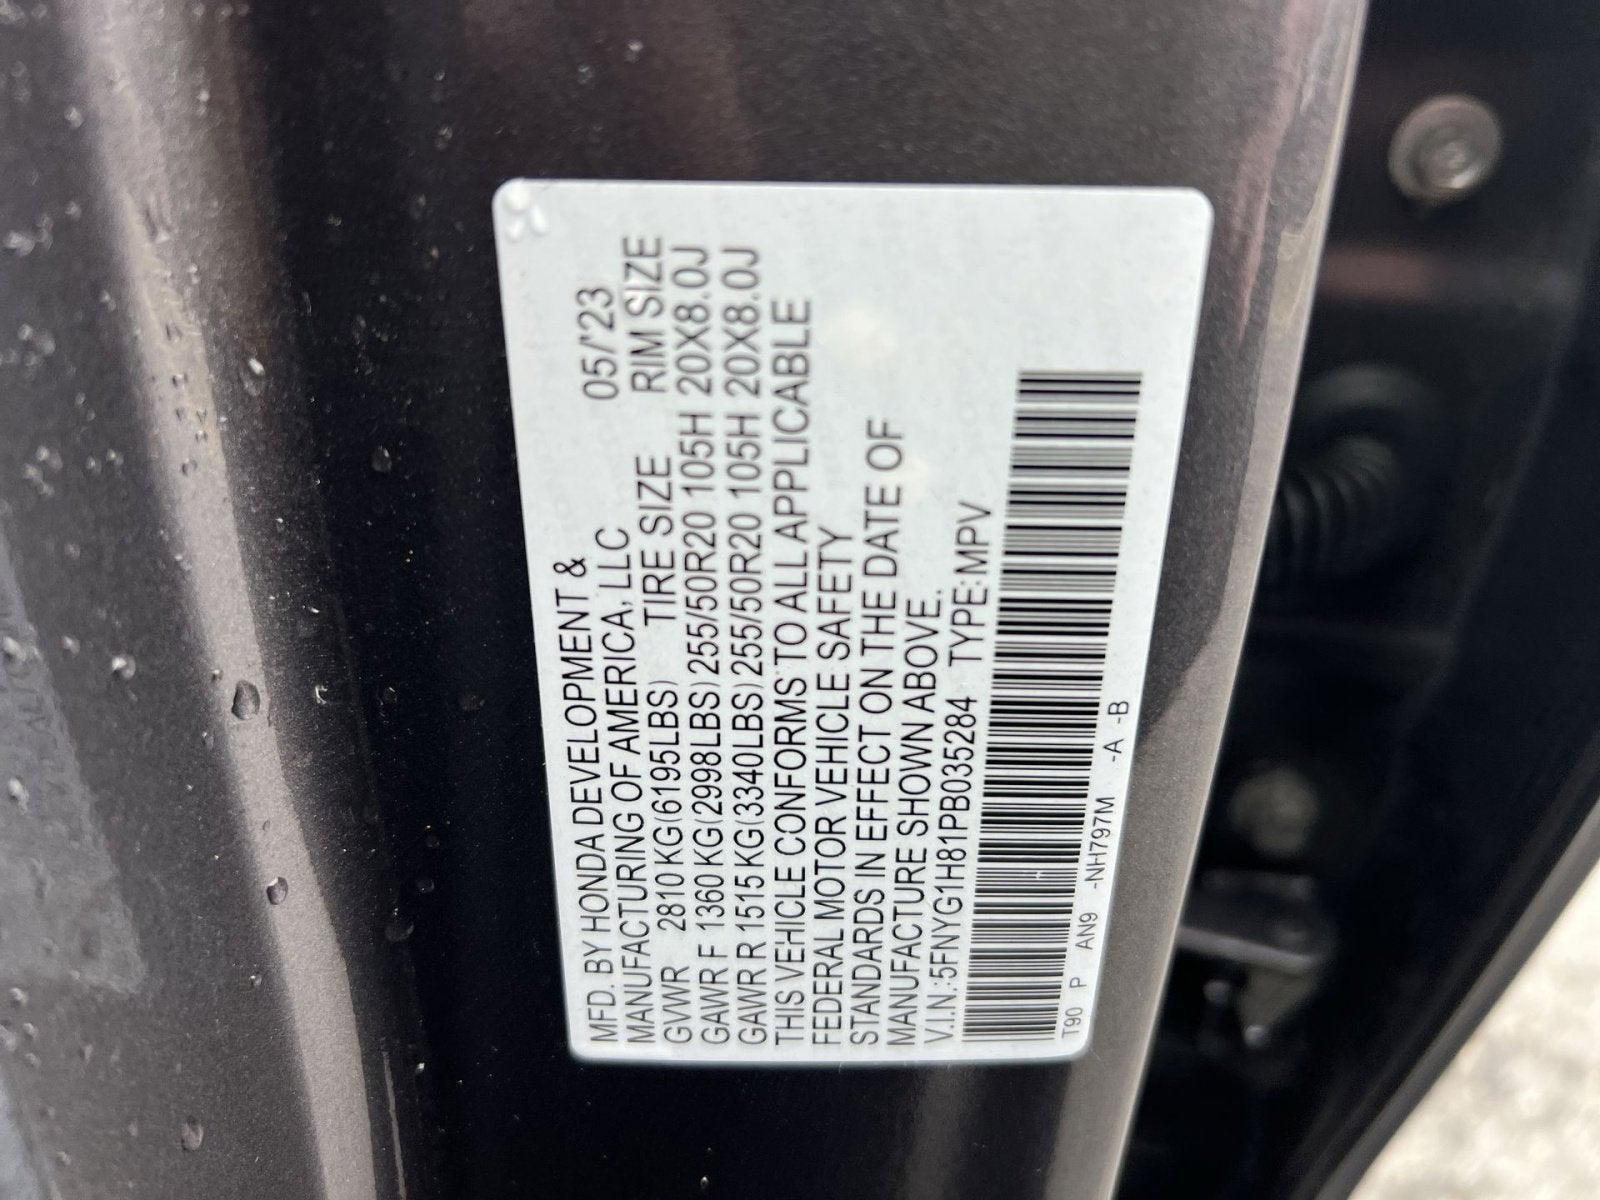 MFD. BY HONDA DEVELOPMENT & 05/'23
MANUFACTURING OF AMERICA, LLC
GVWR 2810 KG(6195LBS) TIRE SIZE RIM SIZE
GAWR F 1360 KG(2998LBS) 255/50R20 105H 20X8.0J
GAWR R 1515 KG(3340LBS) 255/50R20 105H 20X8.0J
THIS VEHICLE CONFORMS TO ALL APPLICABLE
FEDERAL MOTOR VEHICLE SAFETY
STANDARDS IN EFFECT ON THE DATE OF
MANUFACTURE SHOWN ABOVE.
V.I.N.:5FNYG1H81PB035284 TYPE:MPV
T90 P AN9 -NH797M -A -B